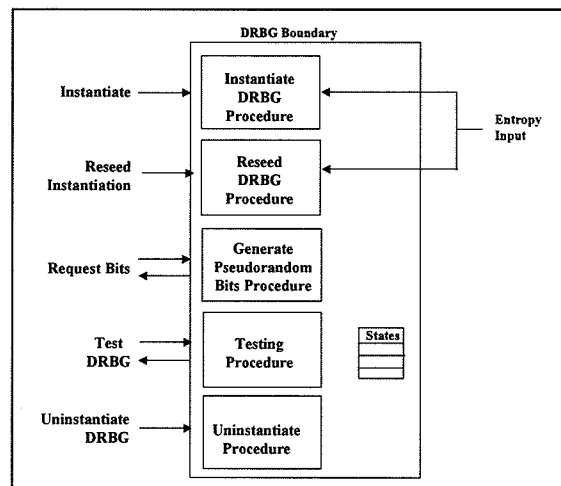 DRBG Boundary
Instantiate
Instantiate
DRBG
Procedure
Entropy
Input
Reseed
Instantiation
Reseed
DRBG
Procedure
Request Bits
Generate
Pseudorandom
Bits Procedure
Test
DRBG
Testing
Procedure
States
Uninstantiate
DRBG
Uninstantiate
Procedure